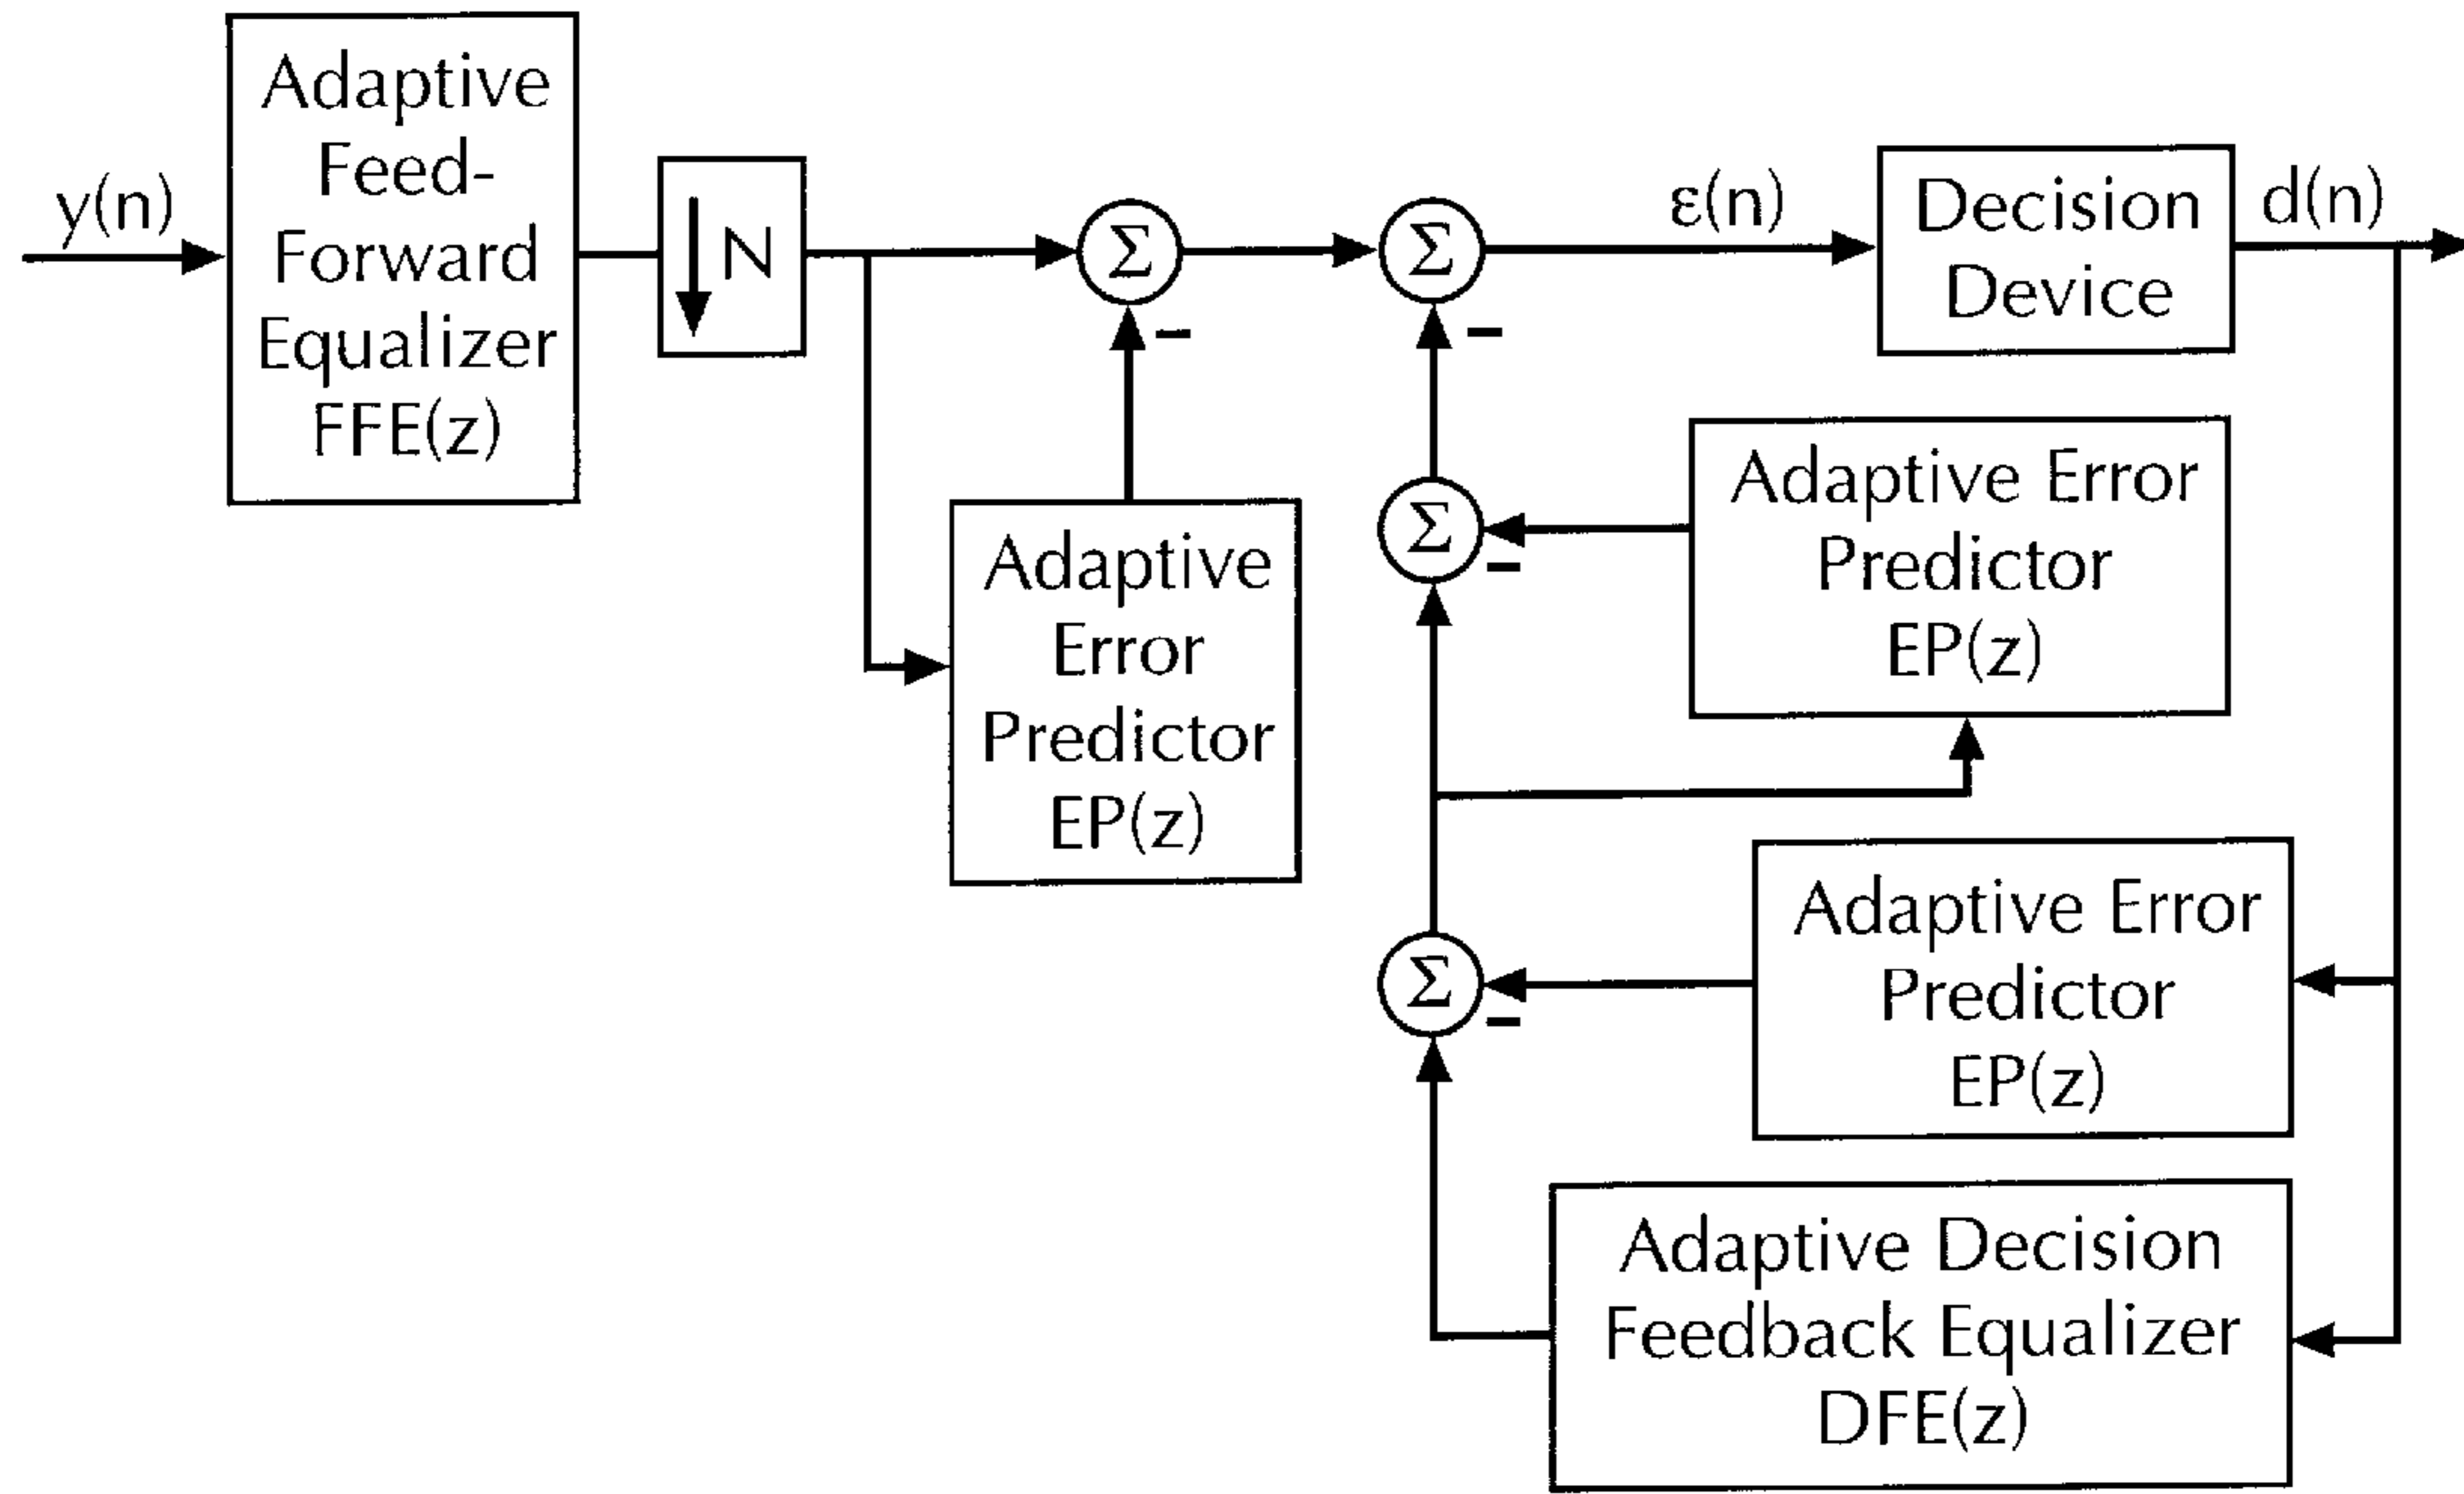 y(n)
Adaptive
Feed-
Forward
Equalizer
FFE(z)
N
Σ
−
Σ
−
ε(n)
Decision
Device
d(n)
Adaptive
Error
Predictor
EP(z)
Σ
−
Adaptive Error
Predictor
EP(z)
Σ
−
Adaptive Error
Predictor
EP(z)
Adaptive Decision
Feedback Equalizer
DFE(z)